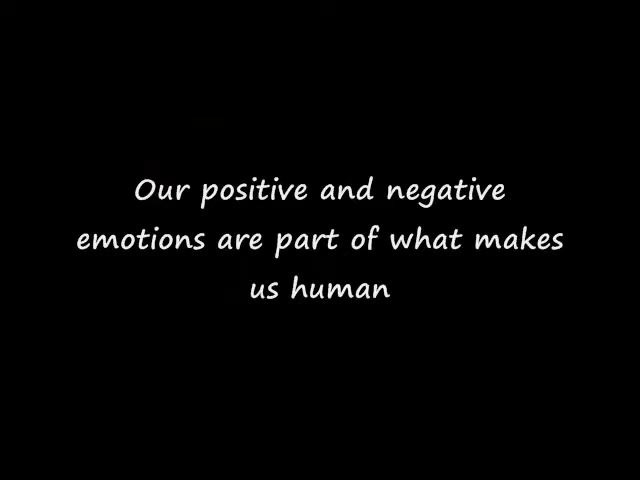 Our positive and negative
emotions are part of what makes
us human